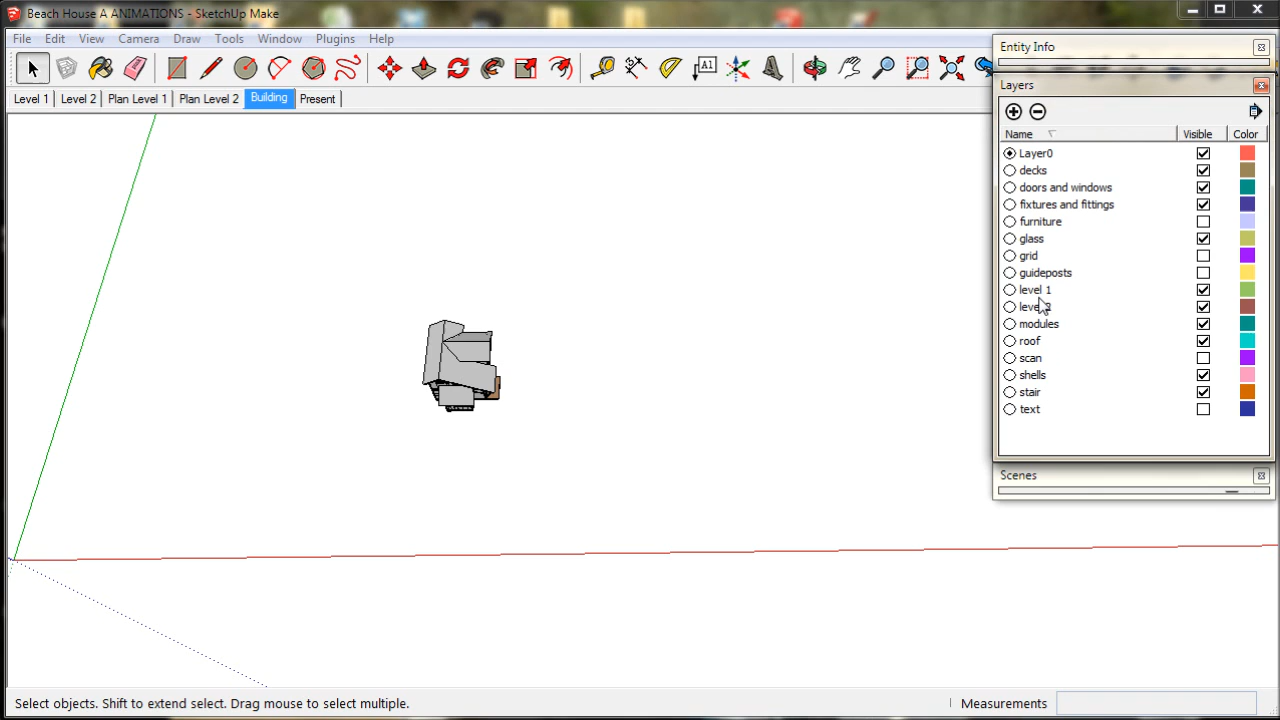 Beach House A ANIMATIONS - SketchUp Make
File Edit View Camera Draw Tools Window Plugins Help
A1
Level 1 Level 2 Plan Level 1 Plan Level 2 Building Present
Entity Info
Layers
Name Visible Color
Layer0
decks
doors and windows
fixtures and fittings
furniture
glass
grid
guideposts
level 1
modules
roof
scan
shells
stair
text
Scenes
Select objects. Shift to extend select. Drag mouse to select multiple.
Measurements